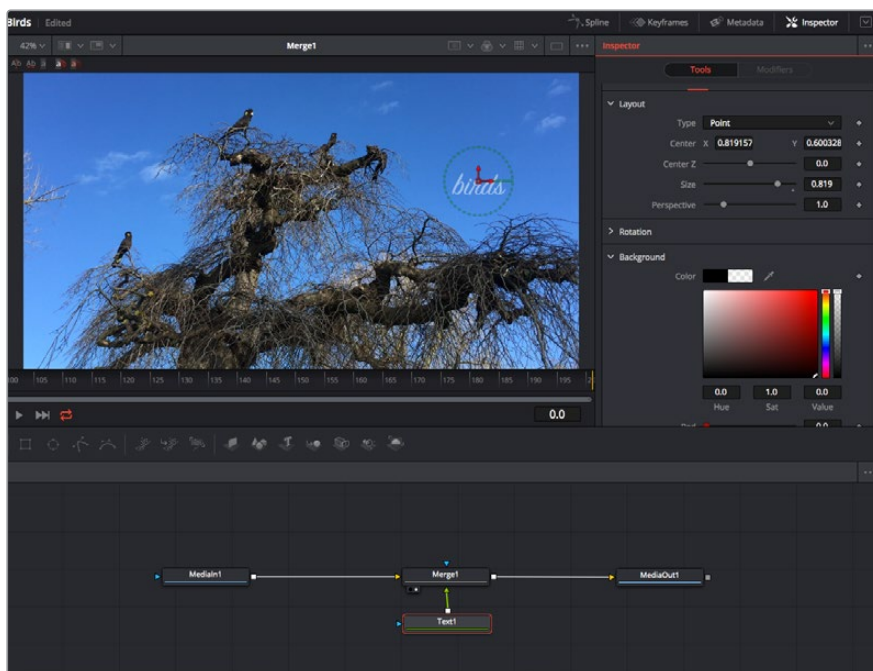 Birds Edited Spline Keyframes Metadata Inspector
42% Merge1 Inspector
Tools Modifiers
Layout
Type Point
Center X 0.819157 Y 0.600328
birds
Center Z 0.0
Size 0.819
Perspective 1.0
Rotation
Background
Color
100 105 110 115 120 125 130 135 140 145 150 155 160 165 170 175 180 185 190 195
0.0 1.0 0.0
Hue Sat Value
0.0
Red 0.0
MediaIn1 Merge1 MediaOut1
Text1